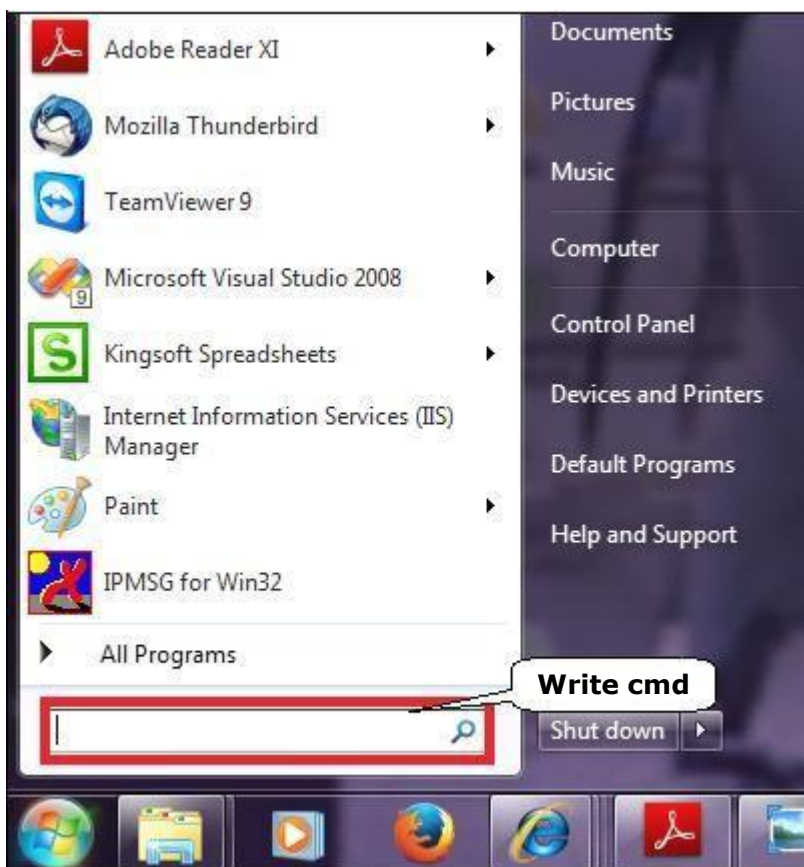 Adobe Reader XI
Mozilla Thunderbird
TeamViewer 9
Microsoft Visual Studio 2008
9
Kingsoft Spreadsheets
S
Internet Information Services (IIS)
Manager
Paint
IPMSG for Win32
All Programs
Documents
Pictures
Music
Computer
Control Panel
Devices and Printers
Default Programs
Help and Support
Write cmd
Shut down